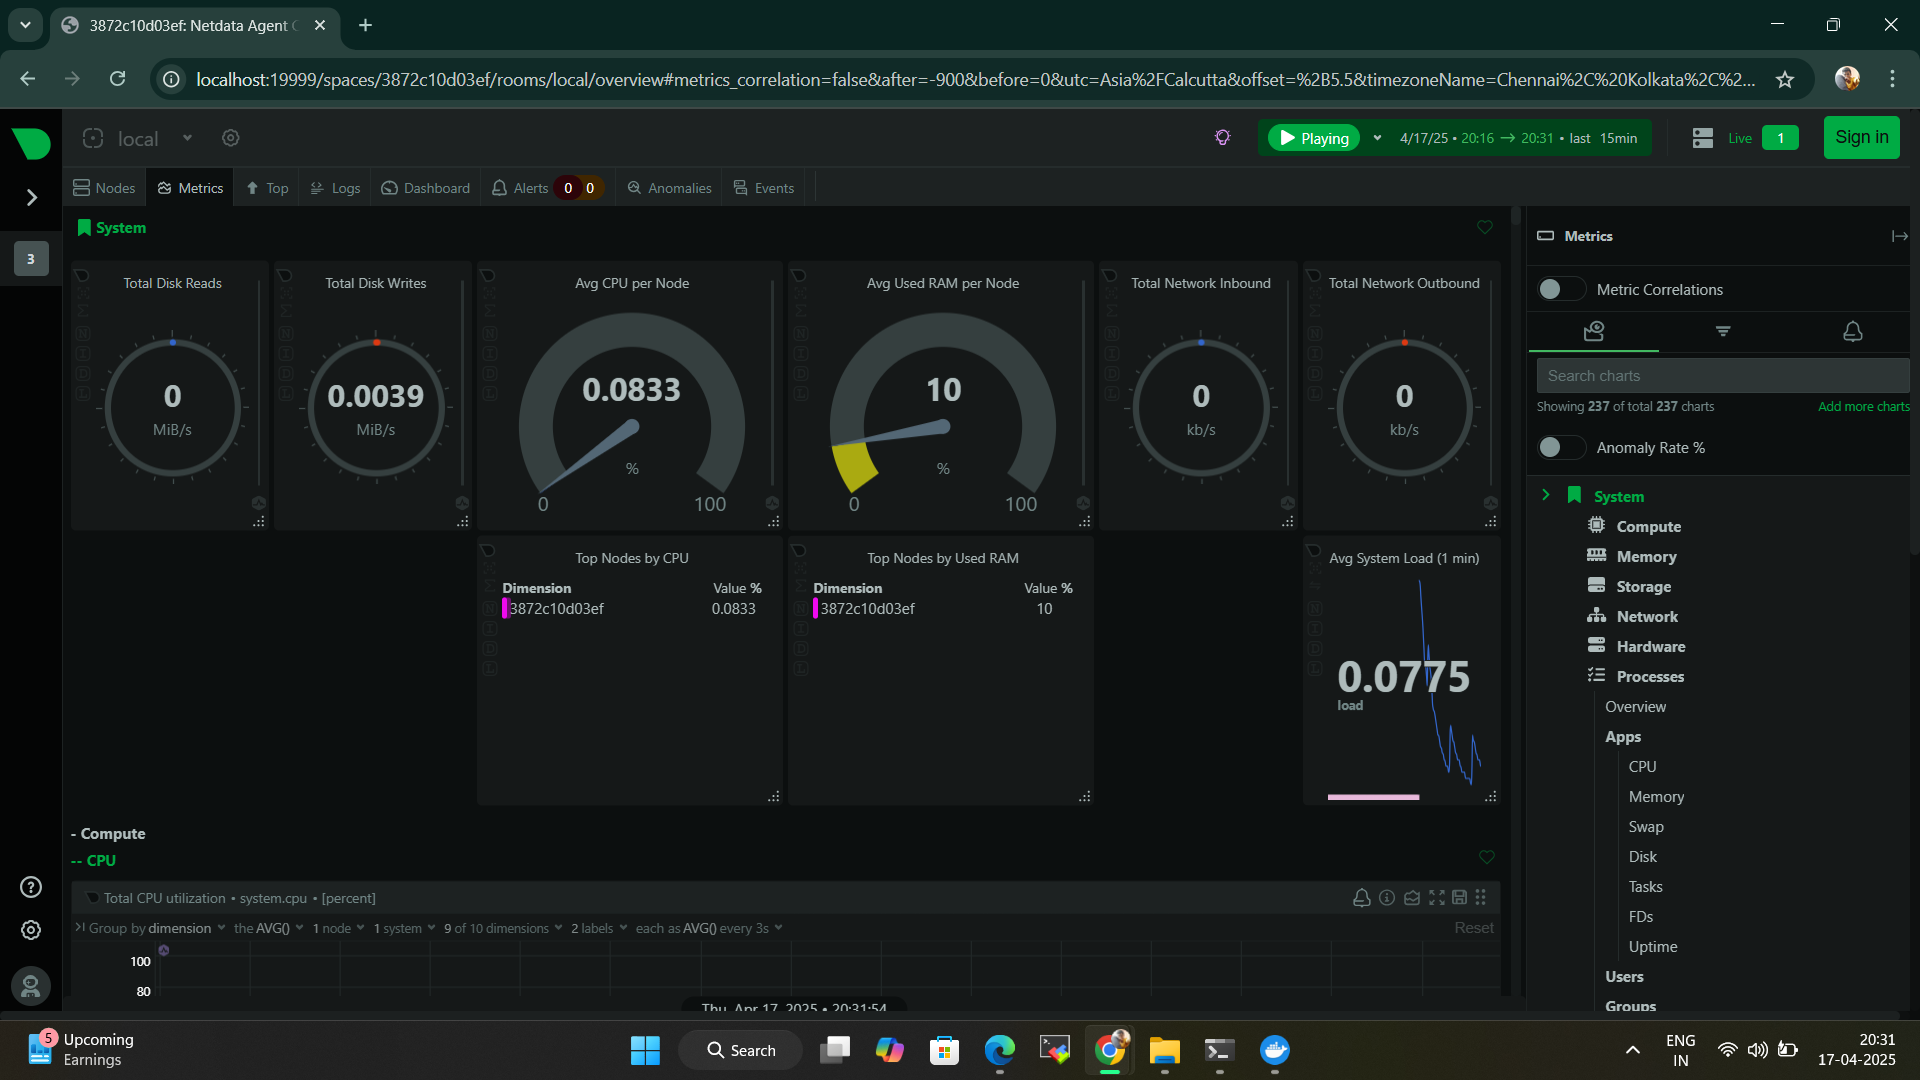 3872c10d03ef: Netdata Agent C
localhost:19999/spaces/3872c10d03ef/rooms/local/overview#metrics_correlation=false&after=-900&before=0&utc=Asia%2FCalcutta&offset=%2B5.5&timezoneName=Chennai%2C%20Kolkata%2C%2...
local
Playing
4/17/25 • 20:16 → 20:31 • last 15min
Live 1
Sign in
Nodes
Metrics
Top
Logs
Dashboard
Alerts 0 0
Anomalies
Events
3
System
Total Disk Reads
0
MiB/s
Total Disk Writes
0.0039
MiB/s
Avg CPU per Node
0.0833
%
0 100
Avg Used RAM per Node
10
%
0 100
Total Network Inbound
0
kb/s
Total Network Outbound
0
kb/s
Top Nodes by CPU
Dimension Value %
3872c10d03ef 0.0833
Top Nodes by Used RAM
Dimension Value %
3872c10d03ef 10
Avg System Load (1 min)
0.0775
load
- Compute
-- CPU
Total CPU utilization • system.cpu • [percent]
Group by dimension the AVG() 1 node 1 system 9 of 10 dimensions 2 labels each as AVG() every 3s Reset
100
80
Thu, Apr 17, 2025 • 20:31:54
Metrics
Metric Correlations
Search charts
Showing 237 of total 237 charts Add more charts
Anomaly Rate %
System
Compute
Memory
Storage
Network
Hardware
Processes
Overview
Apps
CPU
Memory
Swap
Disk
Tasks
FDs
Uptime
Users
Groups
5
Upcoming
Earnings
Search
ENG
IN
20:31
17-04-2025